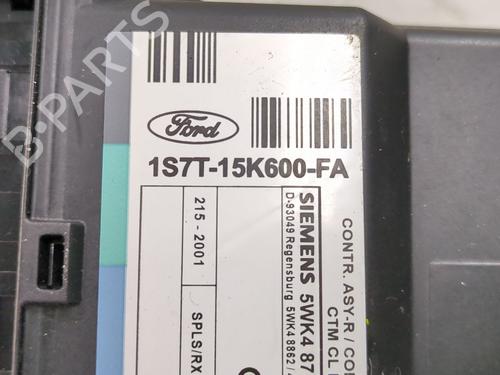 B-PARTS
Ford
1S7T-15K600-FA
215 - 2001
SPLS/RX
SIEMENS 5WK4 87
D-93049 Regensburg 5WK4 8862 /
CONTR. ASY-R / CO
CTM CL